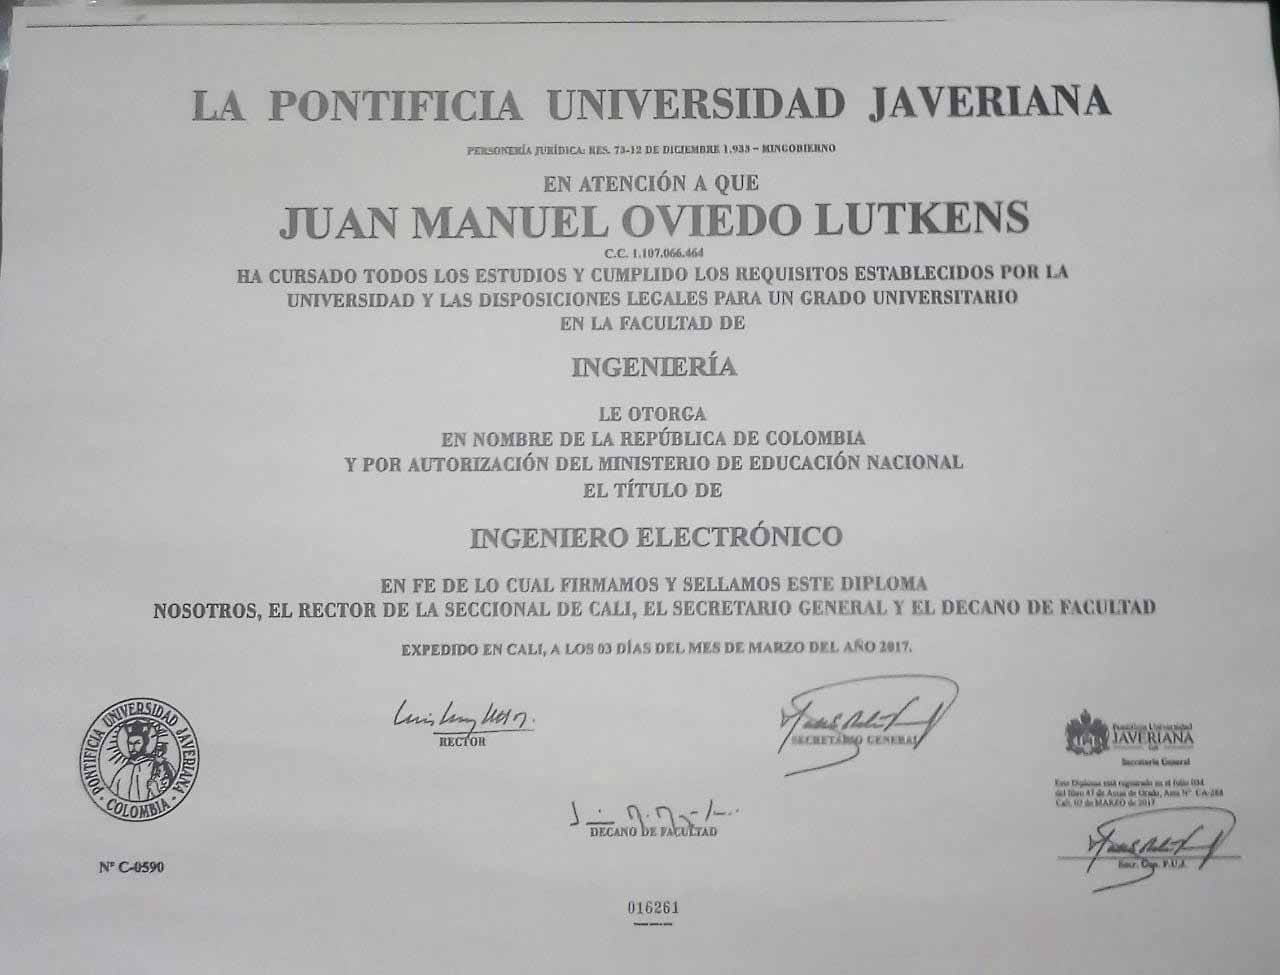 LA PONTIFICIA UNIVERSIDAD JAVERIANA
PERSONERÍA JURÍDICA: RES. 73-12 DE DICIEMBRE 1.933 - MINGOBIERNO
EN ATENCIÓN A QUE
JUAN MANUEL OVIEDO LUTKENS
C.C. 1.107.066.464
HA CURSADO TODOS LOS ESTUDIOS Y CUMPLIDO LOS REQUISITOS ESTABLECIDOS POR LA
UNIVERSIDAD Y LAS DISPOSICIONES LEGALES PARA UN GRADO UNIVERSITARIO
EN LA FACULTAD DE
INGENIERÍA
LE OTORGA
EN NOMBRE DE LA REPÚBLICA DE COLOMBIA
Y POR AUTORIZACIÓN DEL MINISTERIO DE EDUCACIÓN NACIONAL
EL TÍTULO DE
INGENIERO ELECTRÓNICO
EN FE DE LO CUAL FIRMAMOS Y SELLAMOS ESTE DIPLOMA
NOSOTROS, EL RECTOR DE LA SECCIONAL DE CALI, EL SECRETARIO GENERAL Y EL DECANO DE FACULTAD
EXPEDIDO EN CALI, A LOS 03 DÍAS DEL MES DE MARZO DEL AÑO 2017.
PONTIFICIA UNIVERSIDAD JAVERIANA
COLOMBIA
RECTOR
SECRETARIO GENERAL
DECANO DE FACULTAD
Pontificia Universidad
JAVERIANA
Cali
Secretaría General
Este Diploma está registrado en el folio 034
del libro 47 de Actas de Grado, Acta Nº CA-288
Cali, 03 de MARZO de 2017
Secr. Gen. P.U.J.
Nº C-0590
016261